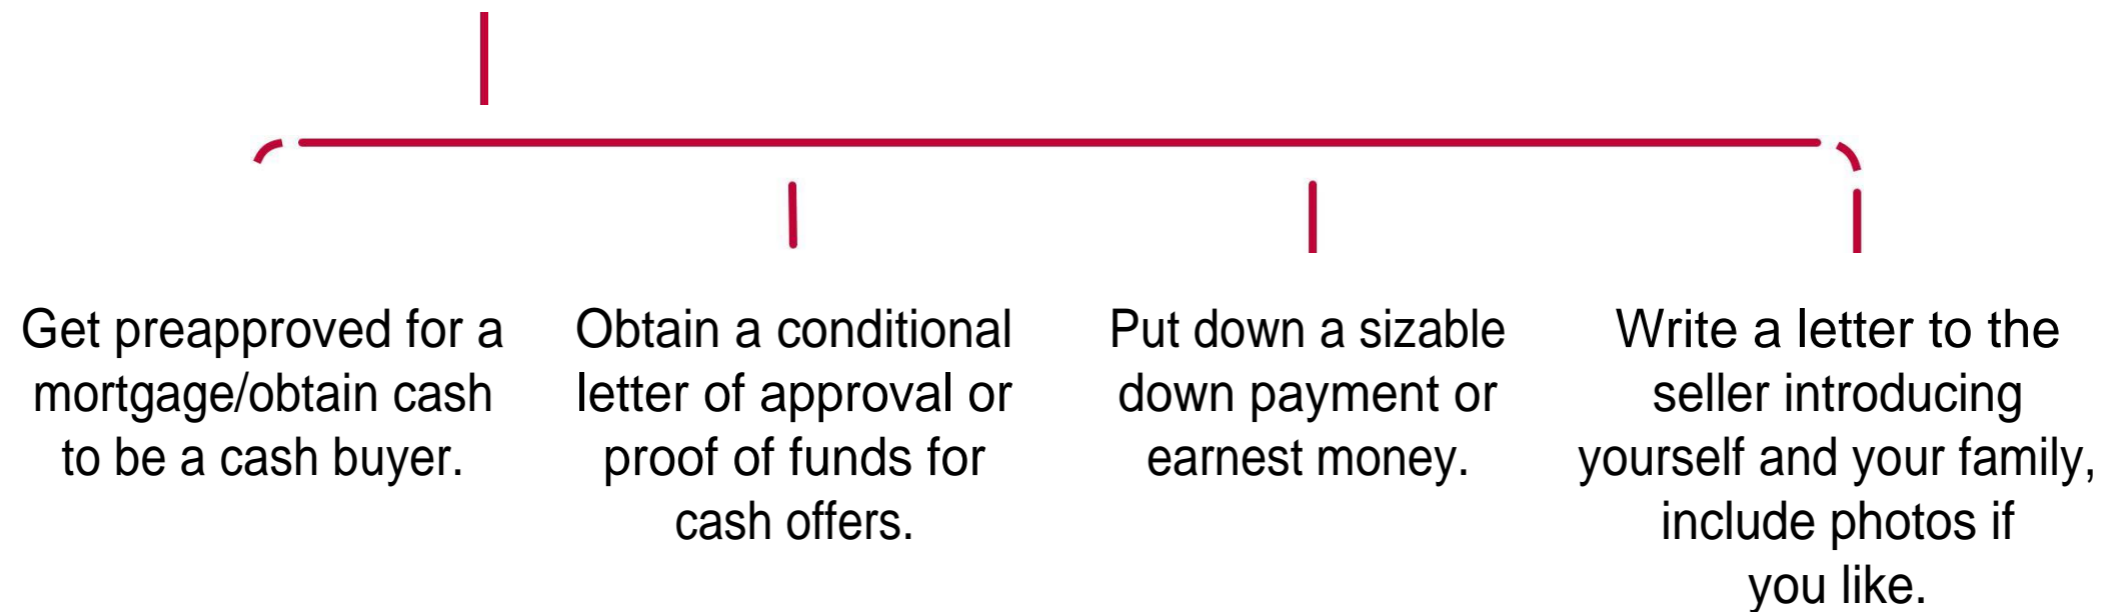 Get preapproved for a
mortgage/obtain cash
to be a cash buyer.
Obtain a conditional
letter of approval or
proof of funds for
cash offers.
Put down a sizable
down payment or
earnest money.
Write a letter to the
seller introducing
yourself and your family,
include photos if
you like.